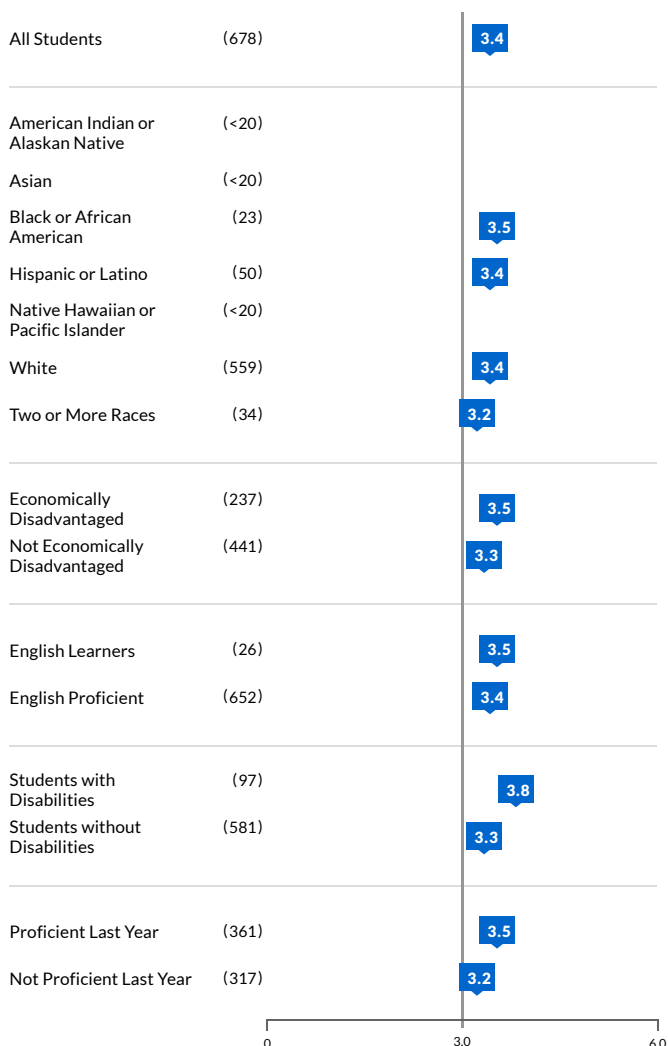 All Students (678) 3.4
American Indian or (<20)
Alaskan Native
Asian (<20)
Black or African (23) 3.5
American
Hispanic or Latino (50) 3.4
Native Hawaiian or (<20)
Pacific Islander
White (559) 3.4
Two or More Races (34) 3.2
Economically (237) 3.5
Disadvantaged
Not Economically (441) 3.3
Disadvantaged
English Learners (26) 3.5
English Proficient (652) 3.4
Students with (97) 3.8
Disabilities
Students without (581) 3.3
Disabilities
Proficient Last Year (361) 3.5
Not Proficient Last Year (317) 3.2
0 3.0 6.0